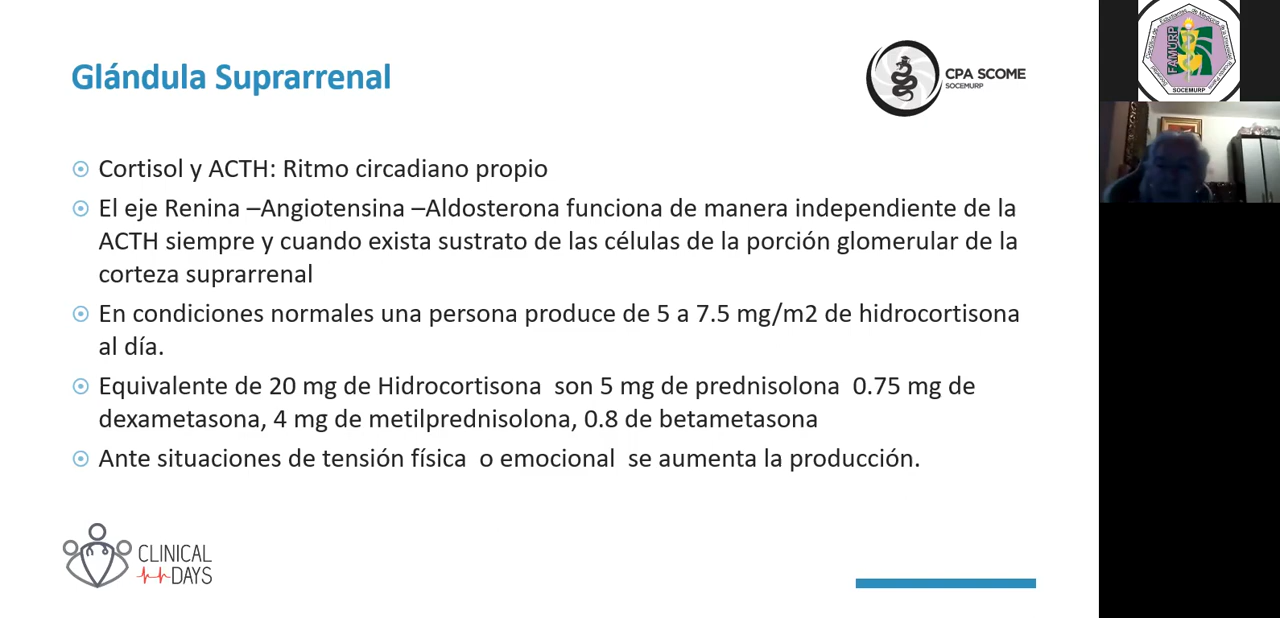 Glándula Suprarrenal
CPA SCOME
SOCEMURP
Cortisol y ACTH: Ritmo circadiano propio
El eje Renina –Angiotensina –Aldosterona funciona de manera independiente de la
ACTH siempre y cuando exista sustrato de las células de la porción glomerular de la
corteza suprarrenal
En condiciones normales una persona produce de 5 a 7.5 mg/m2 de hidrocortisona
al día.
Equivalente de 20 mg de Hidrocortisona son 5 mg de prednisolona 0.75 mg de
dexametasona, 4 mg de metilprednisolona, 0.8 de betametasona
Ante situaciones de tensión física o emocional se aumenta la producción.
CLINICAL
DAYS
FAMURP
SOCEMURP